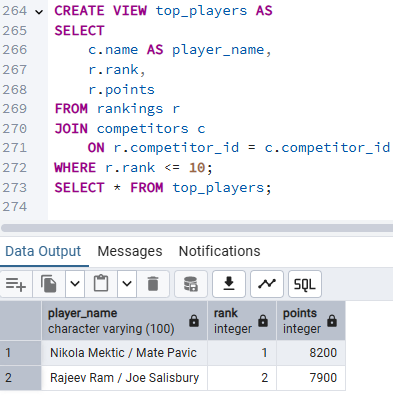 264 CREATE VIEW top_players AS
265 SELECT
266 c.name AS player_name,
267 r.rank,
268 r.points
269 FROM rankings r
270 JOIN competitors c
271 ON r.competitor_id = c.competitor_id
272 WHERE r.rank <= 10;
273 SELECT * FROM top_players;
274
Data Output Messages Notifications
SQL
player_name rank points
character varying (100) integer integer
1 Nikola Mektic / Mate Pavic 1 8200
2 Rajeev Ram / Joe Salisbury 2 7900